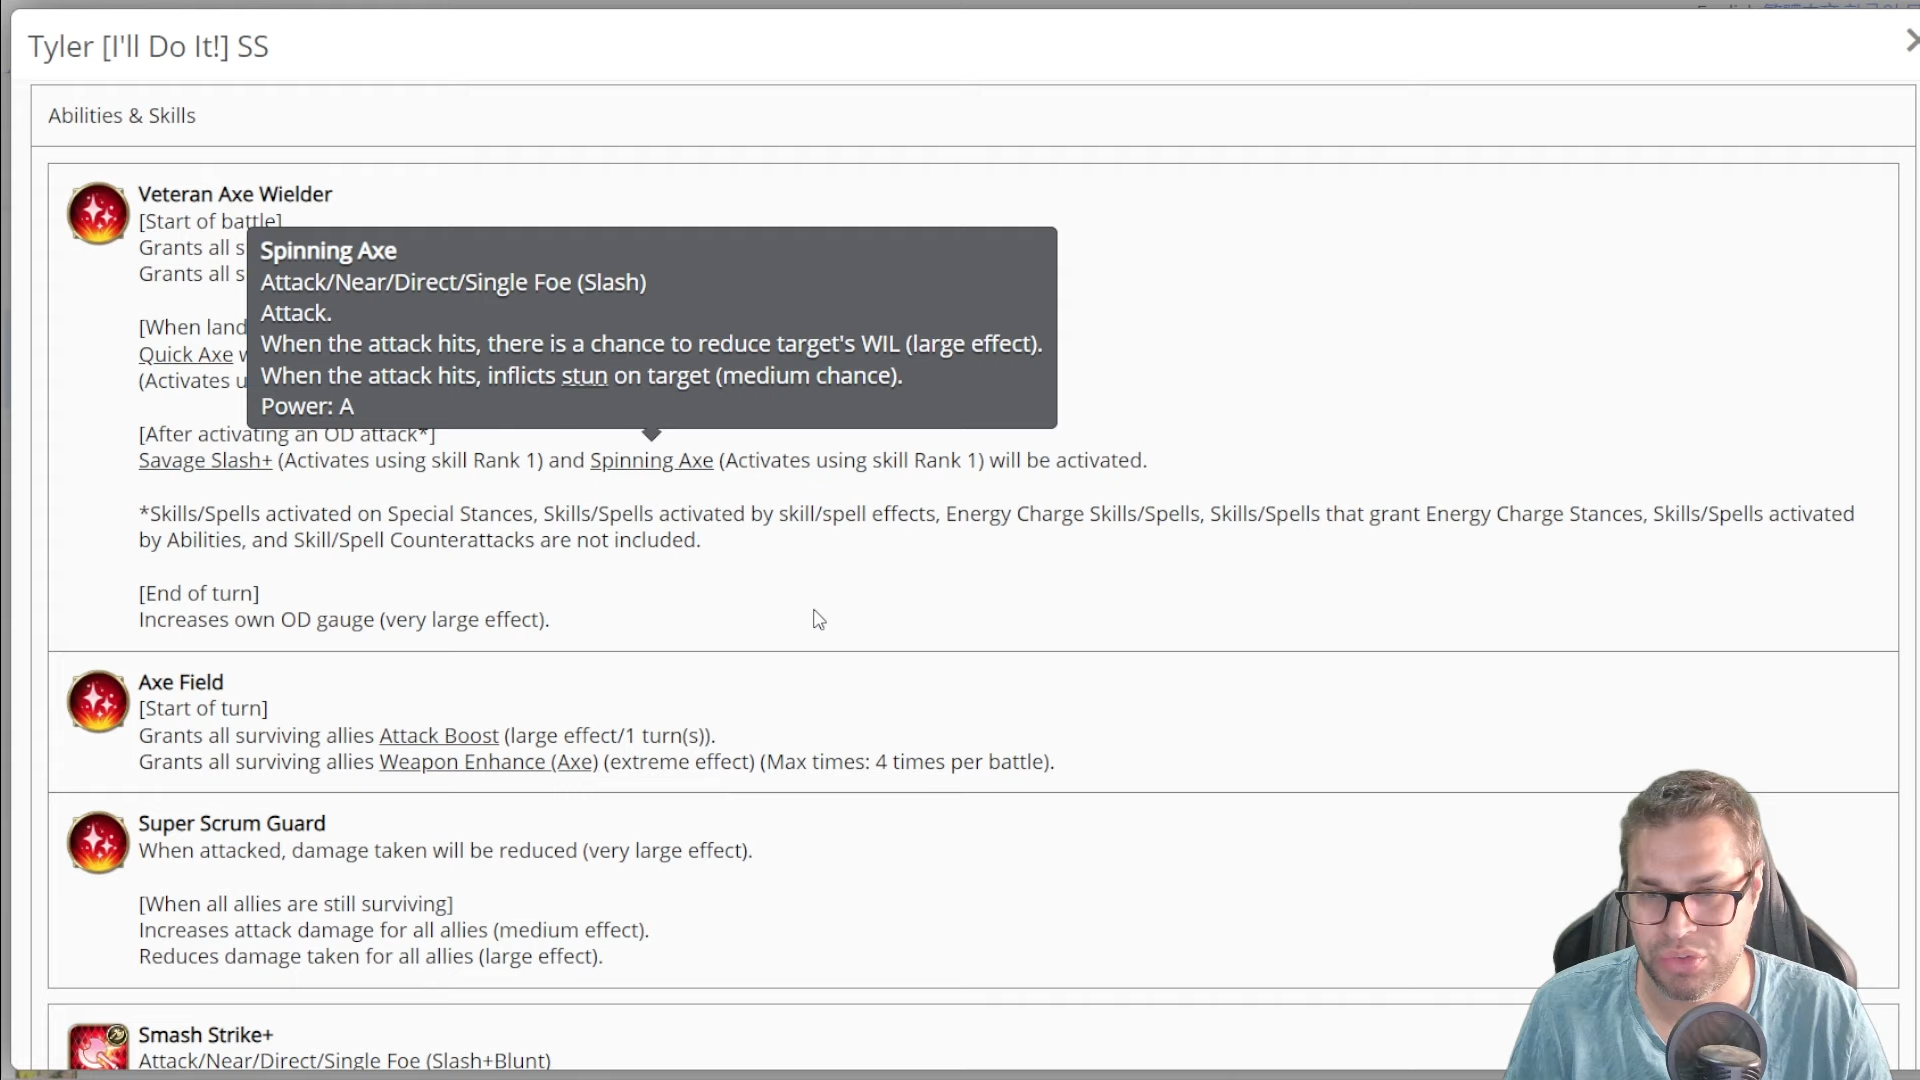 Tyler [I'll Do It!] SS
Abilities & Skills
Veteran Axe Wielder
[Start of battle]
Grants all s
Grants all s
Spinning Axe
Attack/Near/Direct/Single Foe (Slash)
Attack.
When the attack hits, there is a chance to reduce target's WIL (large effect).
When the attack hits, inflicts stun on target (medium chance).
Power: A
[When land
Quick Axe w
(Activates u
[After activating an OD attack*]
Savage Slash+ (Activates using skill Rank 1) and Spinning Axe (Activates using skill Rank 1) will be activated.
*Skills/Spells activated on Special Stances, Skills/Spells activated by skill/spell effects, Energy Charge Skills/Spells, Skills/Spells that grant Energy Charge Stances, Skills/Spells activated
by Abilities, and Skill/Spell Counterattacks are not included.
[End of turn]
Increases own OD gauge (very large effect).
Axe Field
[Start of turn]
Grants all surviving allies Attack Boost (large effect/1 turn(s)).
Grants all surviving allies Weapon Enhance (Axe) (extreme effect) (Max times: 4 times per battle).
Super Scrum Guard
When attacked, damage taken will be reduced (very large effect).
[When all allies are still surviving]
Increases attack damage for all allies (medium effect).
Reduces damage taken for all allies (large effect).
Smash Strike+
Attack/Near/Direct/Single Foe (Slash+Blunt)